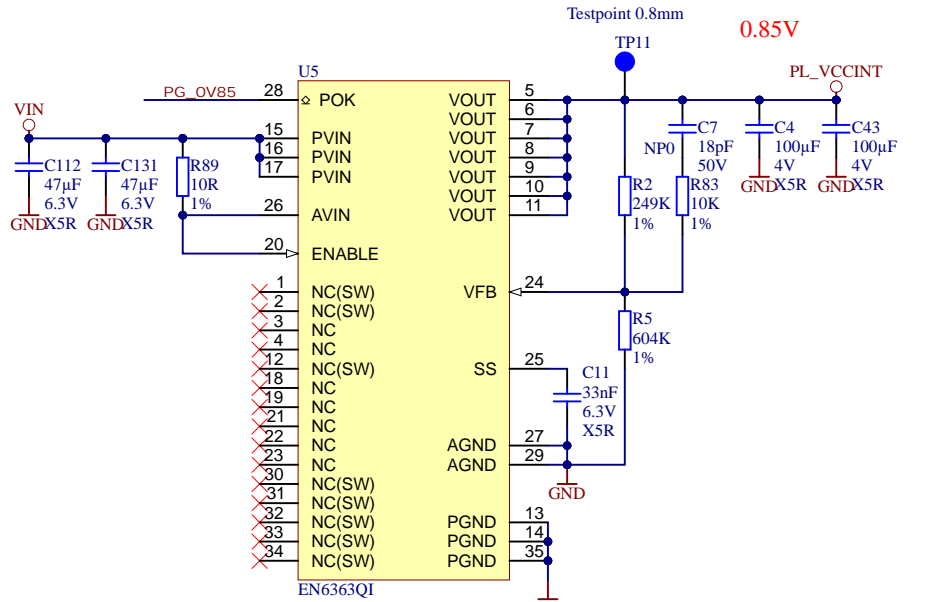 Testpoint 0.8mm
0.85V
TP11
PL_VCCINT
U5
PG_0V85
28
POK
VOUT
5
VOUT
6
VOUT
7
VOUT
8
VOUT
9
VOUT
10
VOUT
11
VIN
15
PVIN
16
PVIN
17
PVIN
C112
47µF
6.3V
X5R
GND
C131
47µF
6.3V
X5R
GND
R89
10R
1%
26
AVIN
20
ENABLE
C7
18pF
50V
NP0
C4
100µF
4V
X5R
GND
C43
100µF
4V
X5R
GND
R2
249K
1%
R83
10K
1%
1
NC(SW)
2
NC(SW)
3
NC
4
NC
12
NC(SW)
18
NC
19
NC
21
NC
22
NC
23
NC
30
NC(SW)
31
NC(SW)
32
NC(SW)
33
NC(SW)
34
NC(SW)
VFB
24
R5
604K
1%
SS
25
C11
33nF
6.3V
X5R
AGND
27
AGND
29
GND
PGND
13
PGND
14
PGND
35
EN6363QI